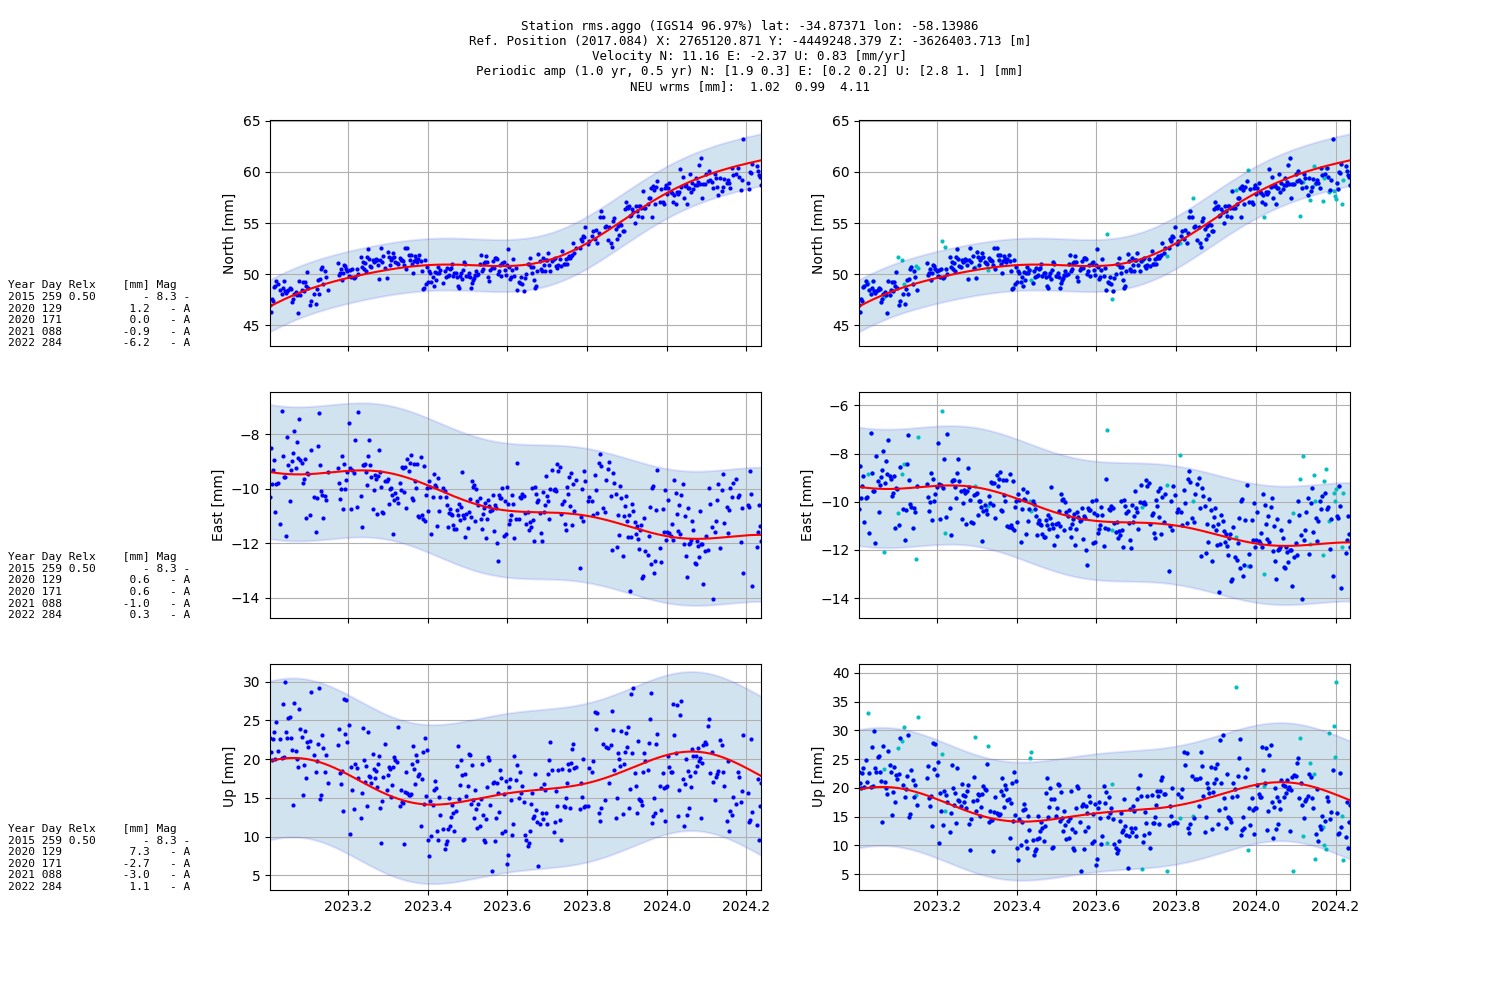 Station rms.aggo (IGS14 96.97%) lat: -34.87371 lon: -58.13986
Ref. Position (2017.084) X: 2765120.871 Y: -4449248.379 Z: -3626403.713 [m]
Velocity N: 11.16 E: -2.37 U: 0.83 [mm/yr]
Periodic amp (1.0 yr, 0.5 yr) N: [1.9 0.3] E: [0.2 0.2] U: [2.8 1. ] [mm]
NEU wrms [mm]:  1.02  0.99  4.11
Year Day Relx    [mm] Mag
2015 259 0.50       - 8.3 -
2020 129          1.2   - A
2020 171          0.0   - A
2021 088         -0.9   - A
2022 284         -6.2   - A
North [mm]
65
60
55
50
45
North [mm]
65
60
55
50
45
Year Day Relx    [mm] Mag
2015 259 0.50       - 8.3 -
2020 129          0.6   - A
2020 171          0.6   - A
2021 088         -1.0   - A
2022 284          0.3   - A
East [mm]
−8
−10
−12
−14
East [mm]
−6
−8
−10
−12
−14
Year Day Relx    [mm] Mag
2015 259 0.50       - 8.3 -
2020 129          7.3   - A
2020 171         -2.7   - A
2021 088         -3.0   - A
2022 284          1.1   - A
Up [mm]
30
25
20
15
10
5
2023.2 2023.4 2023.6 2023.8 2024.0 2024.2
Up [mm]
40
35
30
25
20
15
10
5
2023.2 2023.4 2023.6 2023.8 2024.0 2024.2